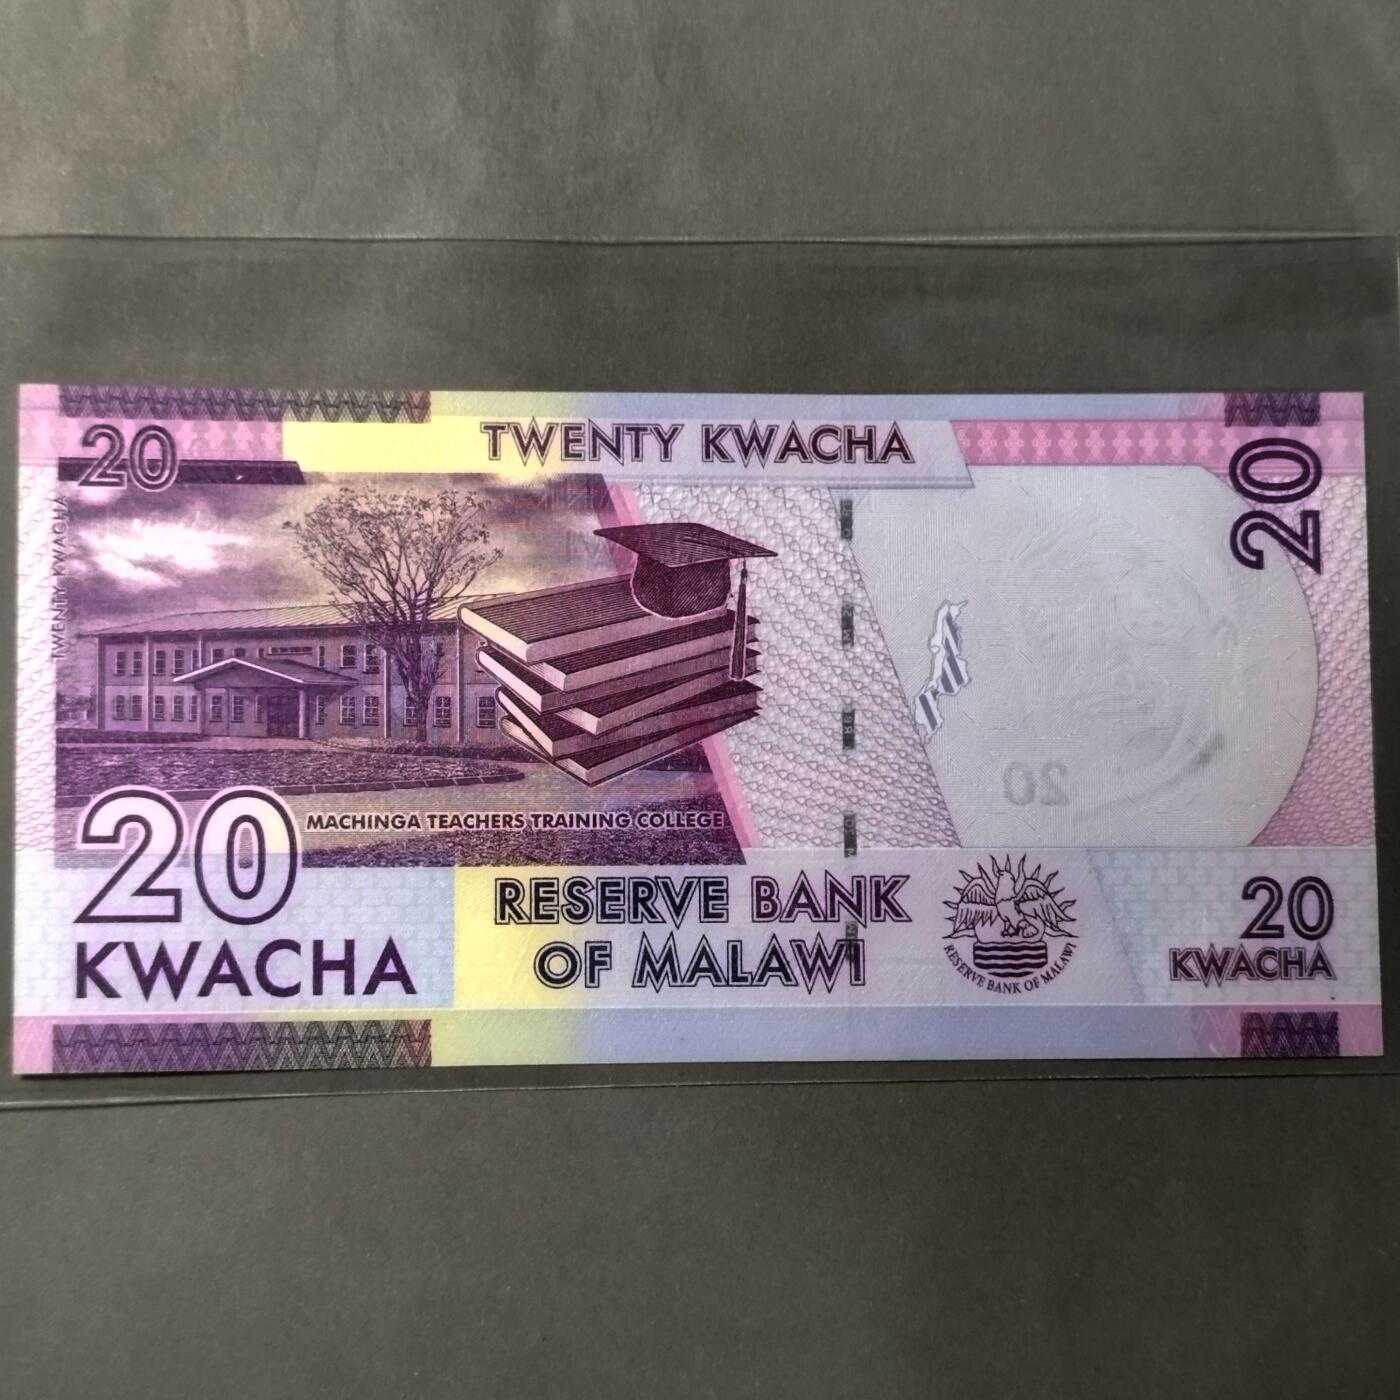 20
TWENTY KWACHA
20
TWENTY KWACHA
20
20
MACHINGA TEACHERS TRAINING COLLEGE
KWACHA
RESERVE BANK
OF MALAWI
RESERVE BANK OF MALAWI
20
KWACHA